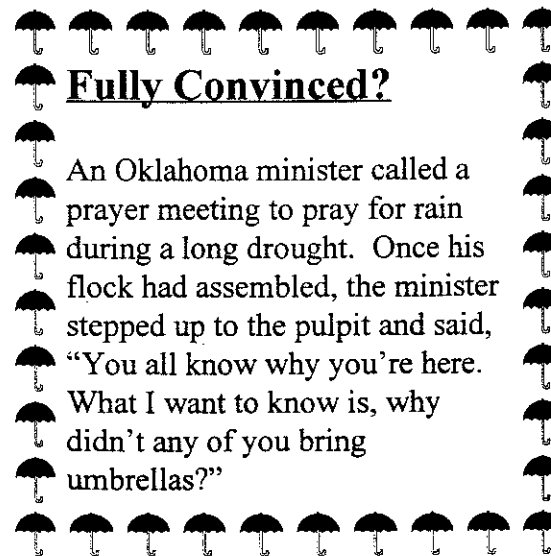 Fully Convinced?
An Oklahoma minister called a
prayer meeting to pray for rain
during a long drought.  Once his
flock had assembled, the minister
stepped up to the pulpit and said,
“You all know why you’re here.
What I want to know is, why
didn’t any of you bring
umbrellas?”